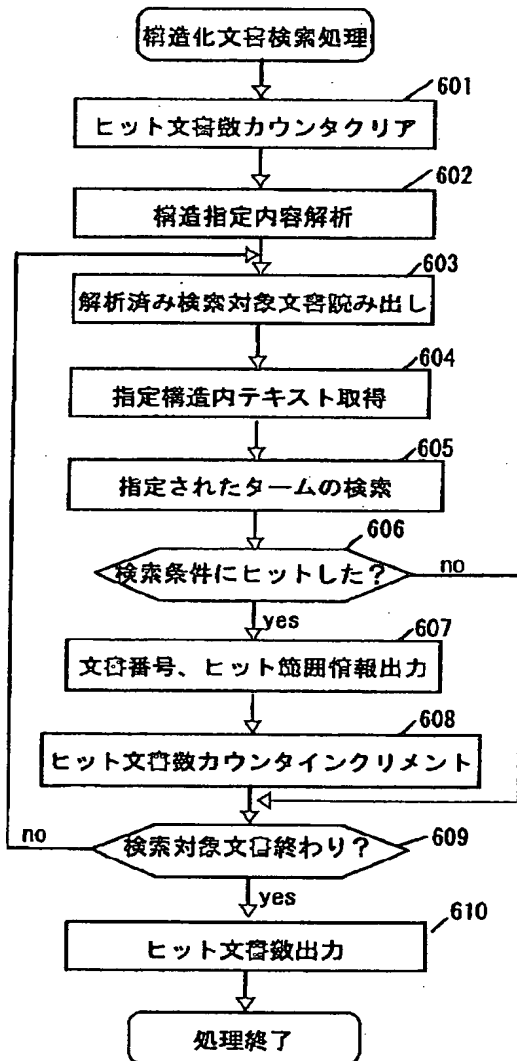 構造化文書検索処理
601
ヒット文書数カウンタクリア
602
構造指定内容解析
603
解析済み検索対象文書読み出し
604
指定構造内テキスト取得
605
指定されたタームの検索
606
検索条件にヒットした？
no
yes
607
文書番号、ヒット範囲情報出力
608
ヒット文書数カウンタインクリメント
no
検索対象文書終わり？
609
yes
610
ヒット文書数出力
処理終了